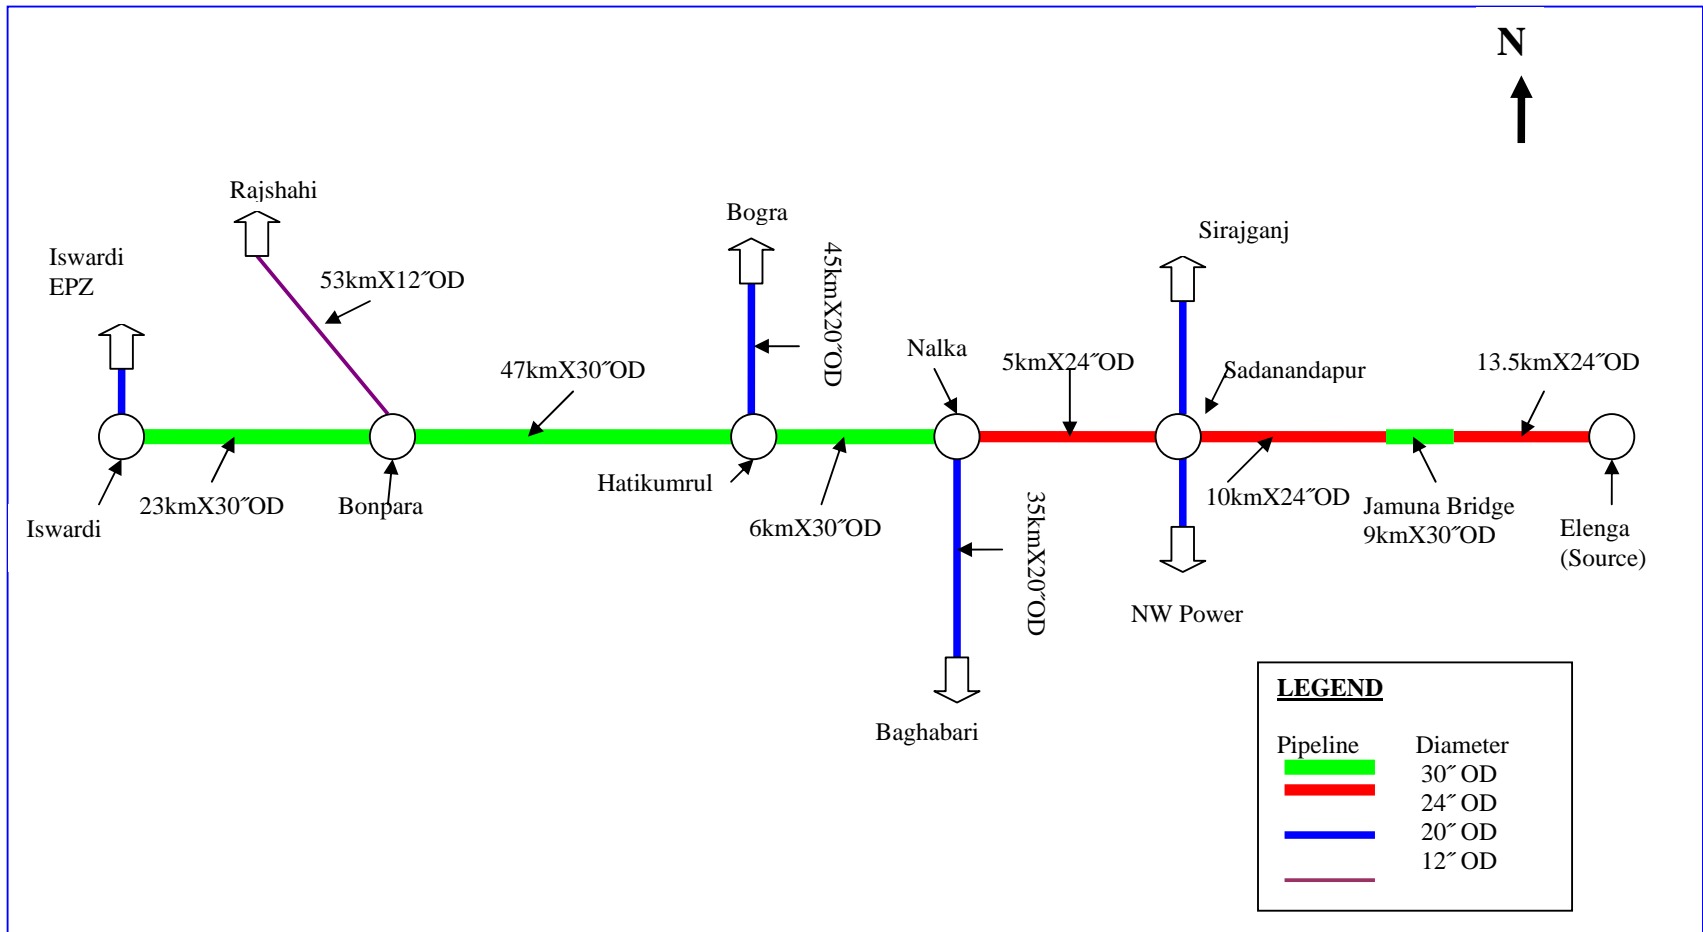 N
Rajshahi
Bogra
Sirajganj
Iswardi
EPZ
53kmX12˝OD
45kmX20˝OD
Nalka
47kmX30˝OD
5kmX24˝OD
Sadanandapur
13.5kmX24˝OD
Hatikumrul
23kmX30˝OD
Bonpara
6kmX30˝OD
35kmX20˝OD
10kmX24˝OD
Jamuna Bridge
9kmX30˝OD
Iswardi
Elenga
(Source)
NW Power
Baghabari
LEGEND
Pipeline Diameter
30˝ OD
24˝ OD
20˝ OD
12˝ OD